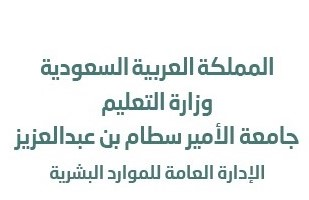 المملكة العربية السعودية
وزارة التعليم
جامعة الأمير سطام بن عبدالعزيز
الإدارة العامة للموارد البشرية